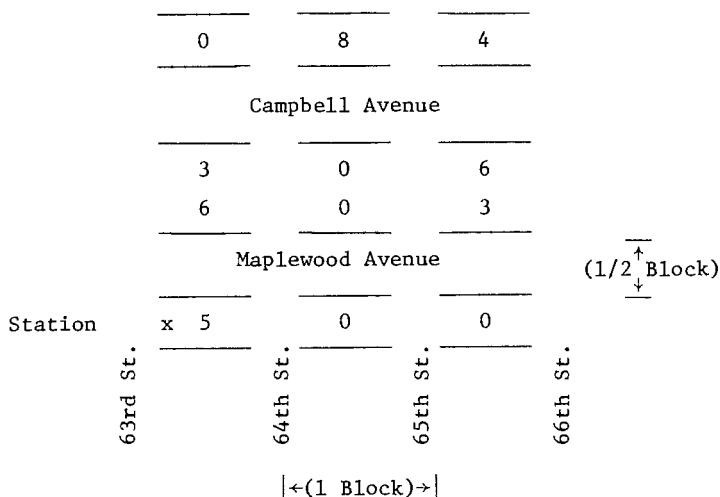 0 8 4
Campbell Avenue
3 0 6
6 0 3
Maplewood Avenue
(1/2 Block)
Station x 5 0 0
63rd St.
64th St.
65th St.
66th St.
|←(1 Block)→|